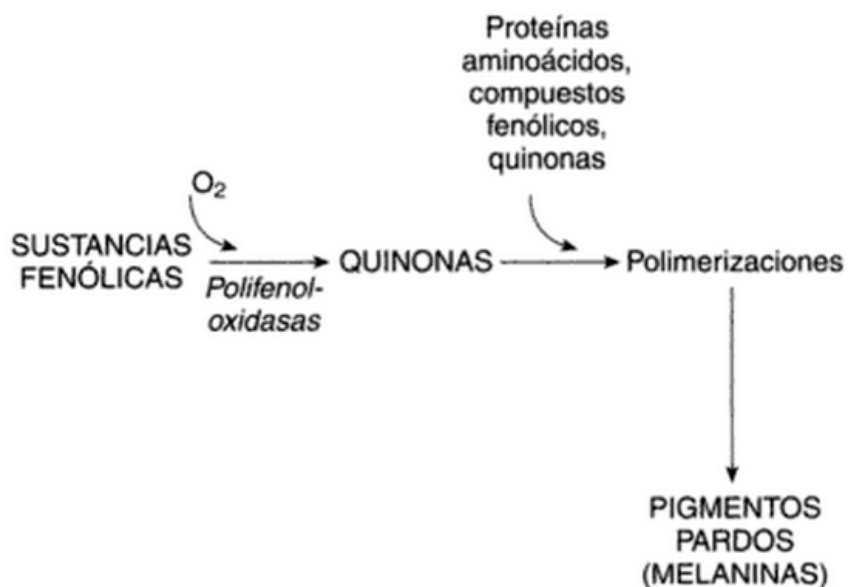 Proteínas
aminoácidos,
compuestos
fenólicos,
quinonas
O₂
SUSTANCIAS
FENÓLICAS
Polifenol-
oxidasas
QUINONAS
Polimerizaciones
PIGMENTOS
PARDOS
(MELANINAS)